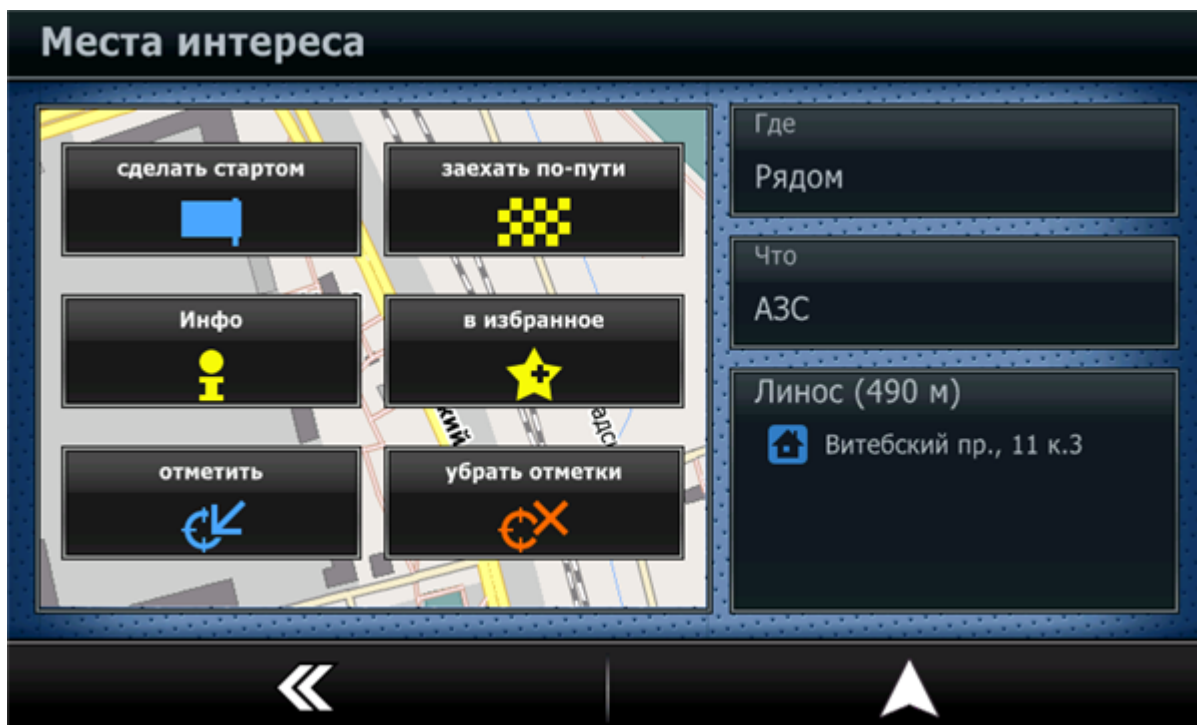 Места интереса
сделать стартом
заехать по-пути
Инфо
в избранное
отметить
убрать отметки
Где
Рядом
Что
АЗС
Линос (490 м)
Витебский пр., 11 к.3